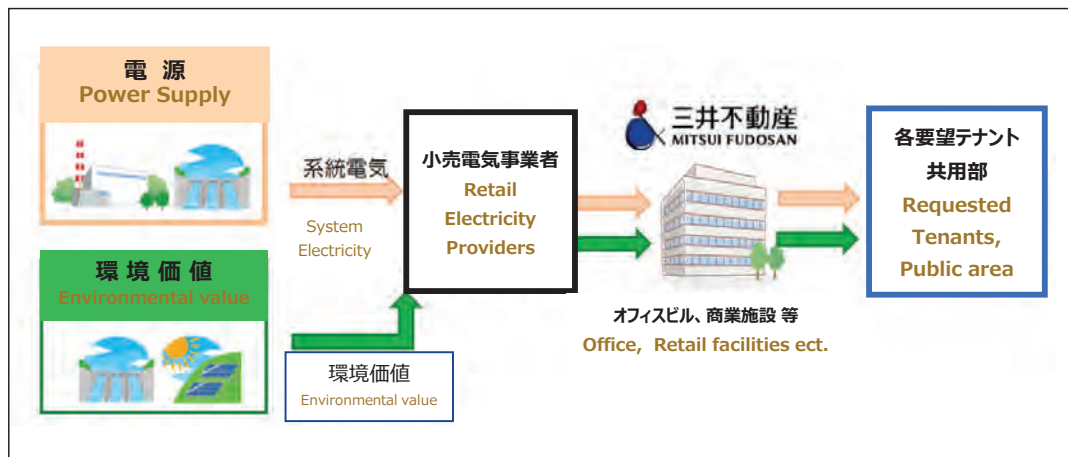 電 源
Power Supply
環 境 価 値
Environmental value
系統電気
System
Electricity
環境価値
Environmental value
小売電気事業者
Retail
Electricity
Providers
三井不動産
MITSUI FUDOSAN
オフィスビル、商業施設 等
Office, Retail facilities ect.
各要望テナント
共用部
Requested
Tenants,
Public area